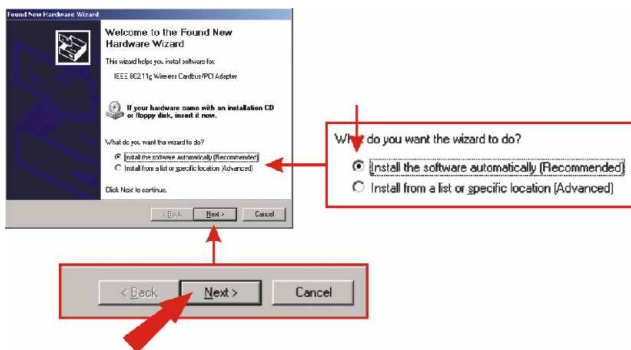 Found New Hardware Wizard
Welcome to the Found New
Hardware Wizard
This wizard helps you install software for:
IEEE 802.11g Wireless Cardbus/PCI Adapter
If your hardware came with an installation CD
or floppy disk, insert it now.
What do you want the wizard to do?
Install the software automatically (Recommended)
Install from a list or specific location (Advanced)
Click Next to continue.
< Back Next > Cancel
What do you want the wizard to do?
Install the software automatically (Recommended)
Install from a list or specific location (Advanced)
< Back Next > Cancel